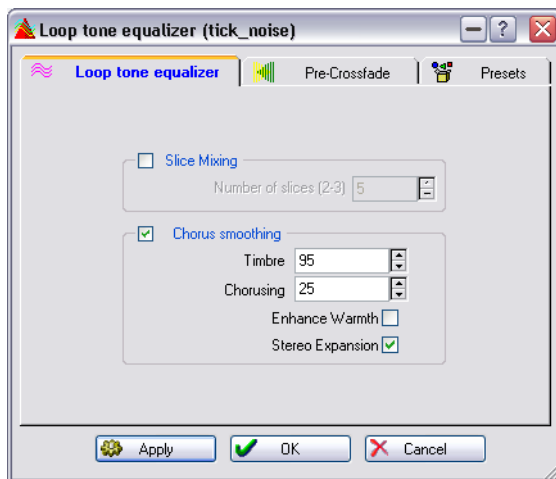 Loop tone equalizer (tick_noise)
Loop tone equalizer Pre-Crossfade Presets
Slice Mixing
Number of slices (2-3) 5
Chorus smoothing
Timbre 95
Chorusing 25
Enhance Warmth
Stereo Expansion
Apply OK Cancel